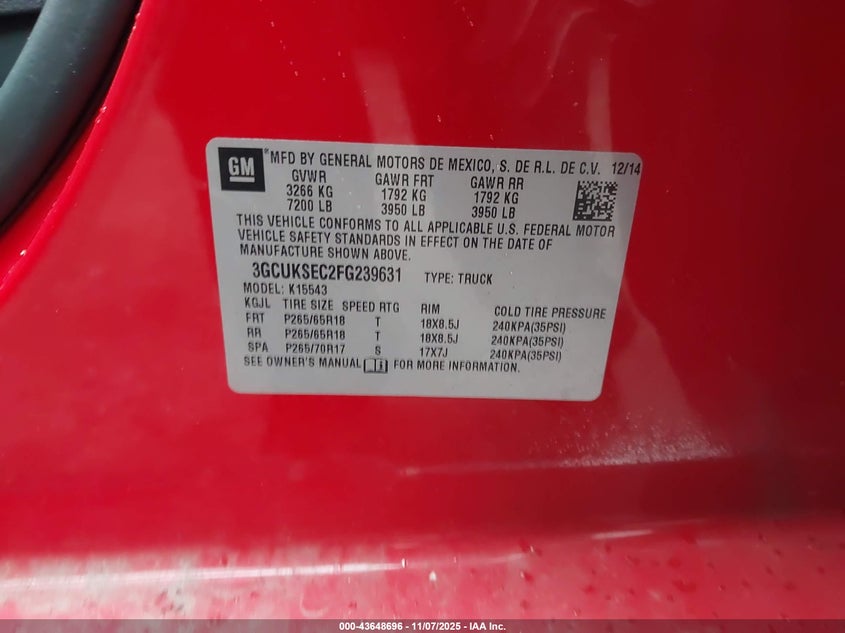 GM
*MFD BY GENERAL MOTORS DE MEXICO, S. DE R.L. DE C.V. 12/14
GVWR GAWR FRT GAWR RR
3266 KG 1792 KG 1792 KG
7200 LB 3950 LB 3950 LB
THIS VEHICLE CONFORMS TO ALL APPLICABLE U.S. FEDERAL MOTOR
VEHICLE SAFETY STANDARDS IN EFFECT ON THE DATE OF
MANUFACTURE SHOWN ABOVE.
3GCUKSEC2FG239631 TYPE: TRUCK
MODEL: K15543
KGJL TIRE SIZE SPEED RTG RIM COLD TIRE PRESSURE
FRT P265/65R18 T 18X8.5J 240KPA(35PSI)
RR P265/65R18 T 18X8.5J 240KPA(35PSI)
SPA P265/70R17 S 17X7J 240KPA(35PSI)
SEE OWNER'S MANUAL FOR MORE INFORMATION.
000-43648696 - 11/07/2025 - IAA Inc.